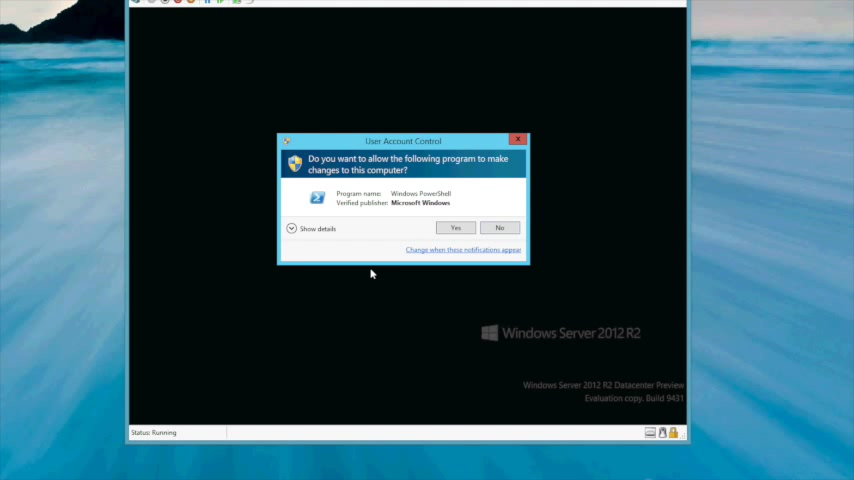 User Account Control
Do you want to allow the following program to make
changes to this computer?
Program name: Windows PowerShell
Verified publisher: Microsoft Windows
Show details
Yes
No
Change when these notifications appear
Windows Server 2012 R2
Windows Server 2012 R2 Datacenter Preview
Evaluation copy. Build 9431
Status: Running